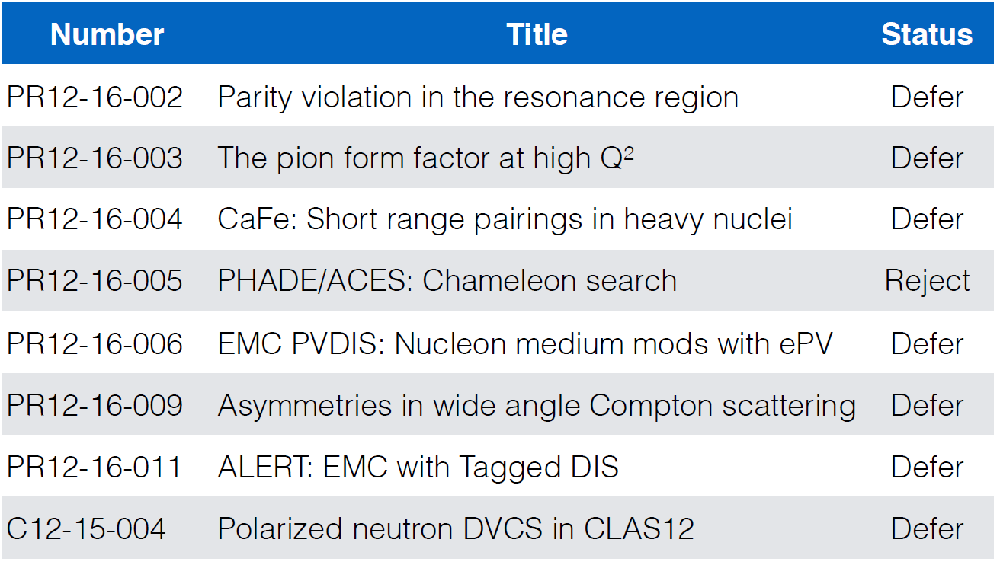 Number Title Status
PR12-16-002 Parity violation in the resonance region Defer
PR12-16-003 The pion form factor at high Q² Defer
PR12-16-004 CaFe: Short range pairings in heavy nuclei Defer
PR12-16-005 PHADE/ACES: Chameleon search Reject
PR12-16-006 EMC PVDIS: Nucleon medium mods with ePV Defer
PR12-16-009 Asymmetries in wide angle Compton scattering Defer
PR12-16-011 ALERT: EMC with Tagged DIS Defer
C12-15-004 Polarized neutron DVCS in CLAS12 Defer